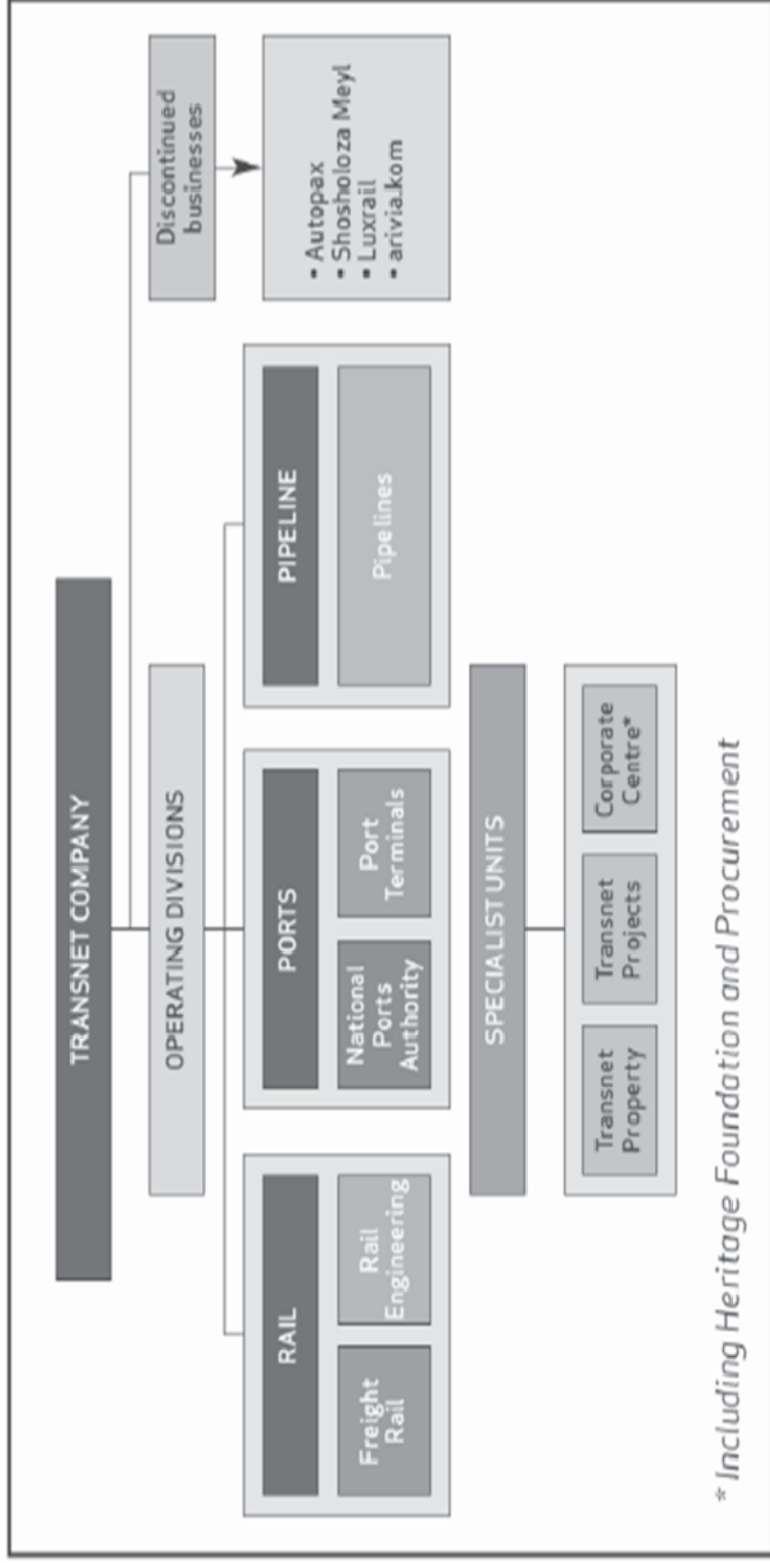 TRANSNET COMPANY
OPERATING DIVISIONS
Discontinued
businesses
RAIL
Freight
Rail
Rail
Engineering
PORTS
National
Ports
Authority
Port
Terminals
PIPELINE
Pipelines
- Autopax
- Shosholoza Meyl
- Luxrail
- arivia.kom
SPECIALIST UNITS
Transnet
Property
Transnet
Projects
Corporate
Centre*
* Including Heritage Foundation and Procurement